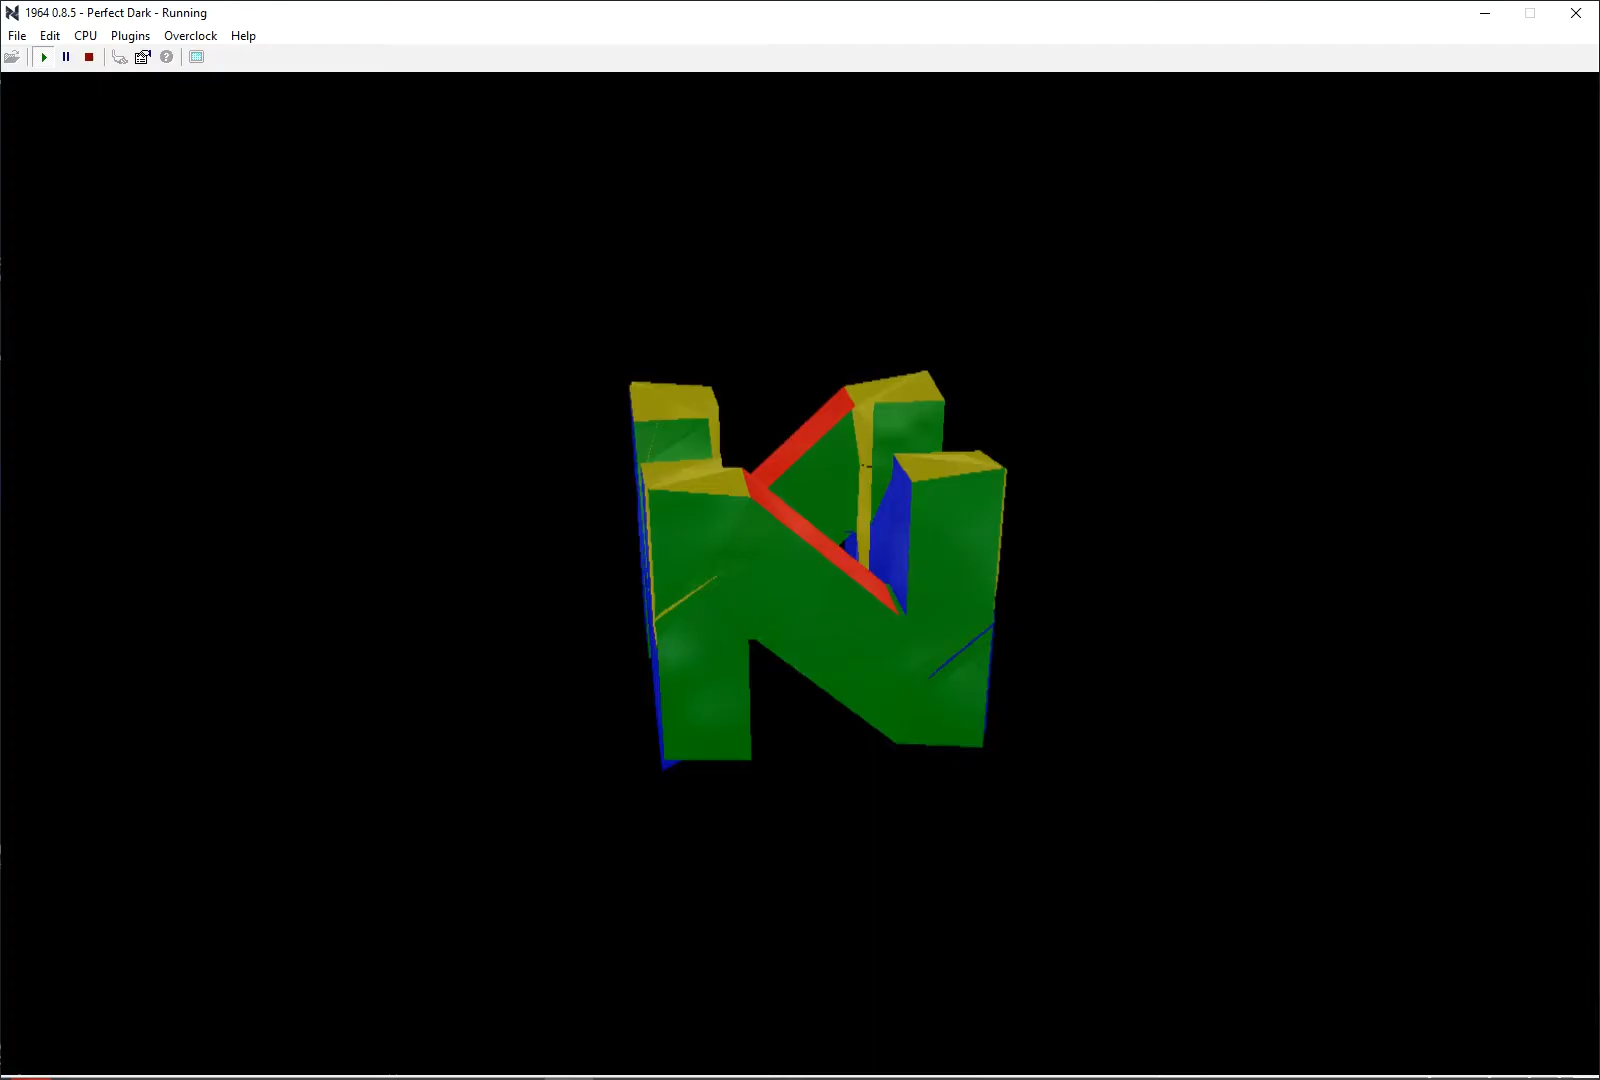 1964 0.8.5 - Perfect Dark - Running
File Edit CPU Plugins Overclock Help